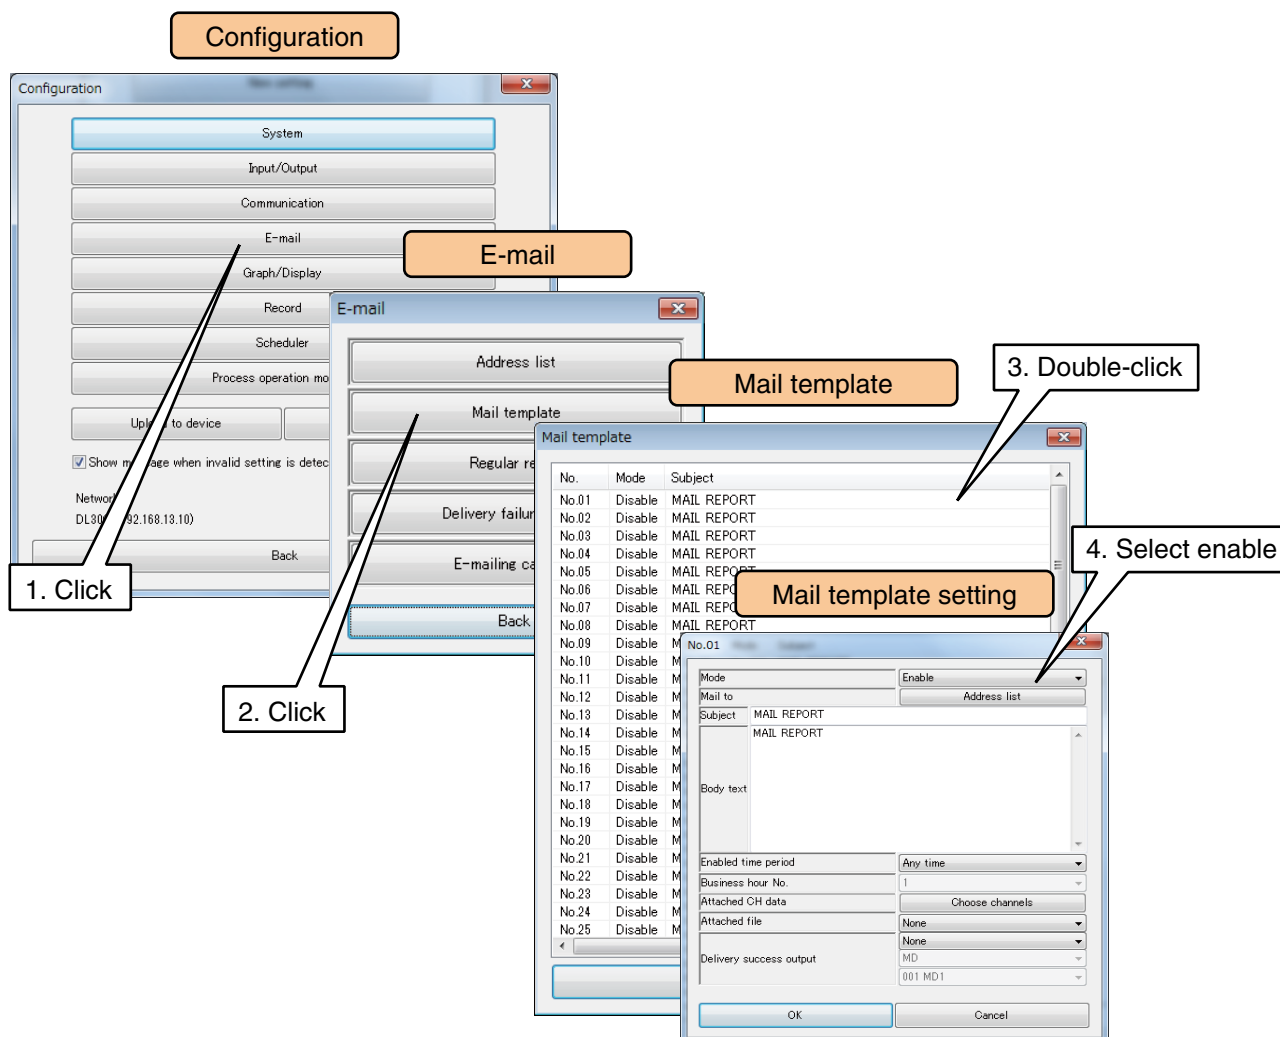 Configuration
Configuration
System
Input/Output
Communication
E-mail
Graph/Display
Record
Scheduler
Process operation mo
Upl to device
Show m age when invalid setting is detec
Networ
DL30 92.168.13.10)
Back
1. Click
E-mail
E-mail
Address list
Mail template
Regular re
Delivery failur
E-mailing ca
Back
2. Click
Mail template
Mail template
3. Double-click
No. Mode Subject
No.01 Disable MAIL REPORT
No.02 Disable MAIL REPORT
No.03 Disable MAIL REPORT
No.04 Disable MAIL REPORT
No.05 Disable MAIL REPORT
No.06 Disable MAIL REPO
No.07 Disable MAIL REPO
No.08 Disable MAIL REPORT
No.09 Disable M
No.10 Disable M
No.11 Disable M
No.12 Disable M
No.13 Disable M
No.14 Disable M
No.15 Disable M
No.16 Disable M
No.17 Disable M
No.18 Disable M
No.19 Disable M
No.20 Disable M
No.21 Disable M
No.22 Disable M
No.23 Disable M
No.24 Disable M
No.25 Disable M
4. Select enable
Mail template setting
No.01
Mode Enable
Mail to Address list
Subject MAIL REPORT
Body text MAIL REPORT
Enabled time period Any time
Business hour No. 1
Attached CH data Choose channels
Attached file None
Delivery success output None
MD
001 MD1
OK Cancel